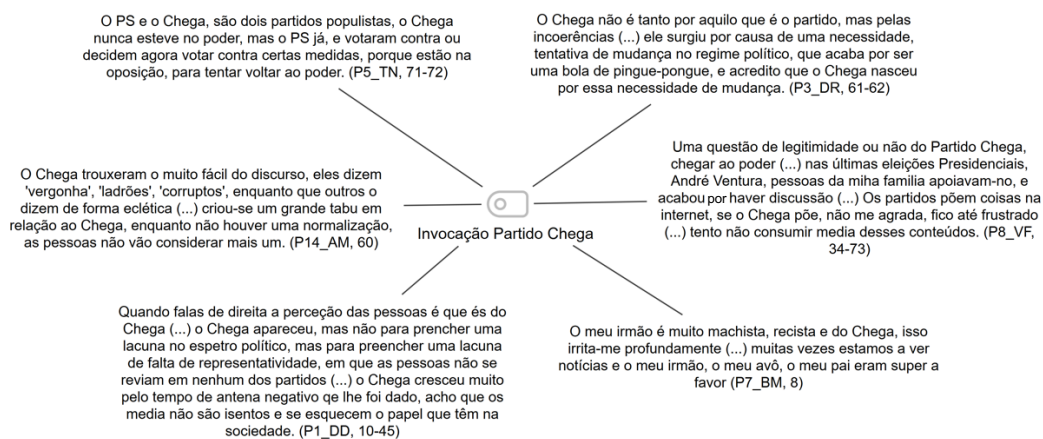 O PS e o Chega, são dois partidos populistas, o Chega
nunca esteve no poder, mas o PS já, e votaram contra ou
decidem agora votar contra certas medidas, porque estão na
oposição, para tentar voltar ao poder. (P5_TN, 71-72)
O Chega não é tanto por aquilo que é o partido, mas pelas
incoerências (...) ele surgiu por causa de uma necessidade,
tentativa de mudança no regime político, que acaba por ser
uma bola de pingue-pongue, e acredito que o Chega nasceu
por essa necessidade de mudança. (P3_DR, 61-62)
O Chega trouxeram o muito fácil do discurso, eles dizem
'vergonha', 'ladrões', 'corruptos', enquanto que outros o
dizem de forma eclética (...) criou-se um grande tabu em
relação ao Chega, enquanto não houver uma normalização,
as pessoas não vão considerar mais um. (P14_AM, 60)
Invocação Partido Chega
Uma questão de legitimidade ou não do Partido Chega,
chegar ao poder (...) nas últimas eleições Presidenciais,
André Ventura, pessoas da miha familia apoiavam-no, e
acabou por haver discussão (...) Os partidos põem coisas na
internet, se o Chega põe, não me agrada, fico até frustrado
(...) tento não consumir media desses conteúdos. (P8_VF,
34-73)
Quando falas de direita a perceção das pessoas é que és do
Chega (...) o Chega apareceu, mas não para prencher uma
lacuna no espetro político, mas para preencher uma lacuna
de falta de representatividade, em que as pessoas não se
reviam em nenhum dos partidos (...) o Chega cresceu muito
pelo tempo de antena negativo qe lhe foi dado, acho que os
media não são isentos e se esquecem o papel que têm na
sociedade. (P1_DD, 10-45)
O meu irmão é muito machista, recista e do Chega, isso
irrita-me profundamente (...) muitas vezes estamos a ver
notícias e o meu irmão, o meu avô, o meu pai eram super a
favor (P7_BM, 8)